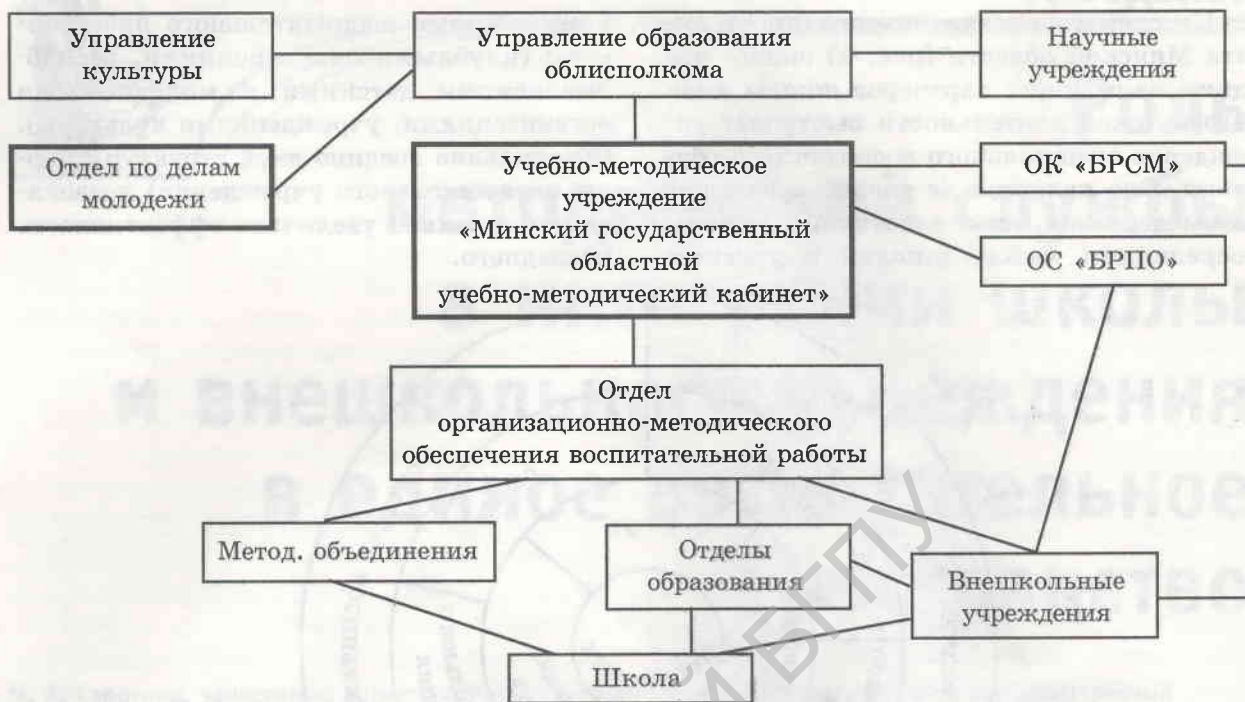 Управление
культуры
Управление образования
облисполкома
Научные
учреждения
Отдел по делам
молодежи
Учебно-методическое
учреждение
«Минский государственный
областной
учебно-методический кабинет»
ОК «БРСМ»
ОС «БРПО»
Отдел
организационно-методического
обеспечения воспитательной работы
Метод. объединения
Отделы
образования
Внешкольные
учреждения
Школа
БГПУ